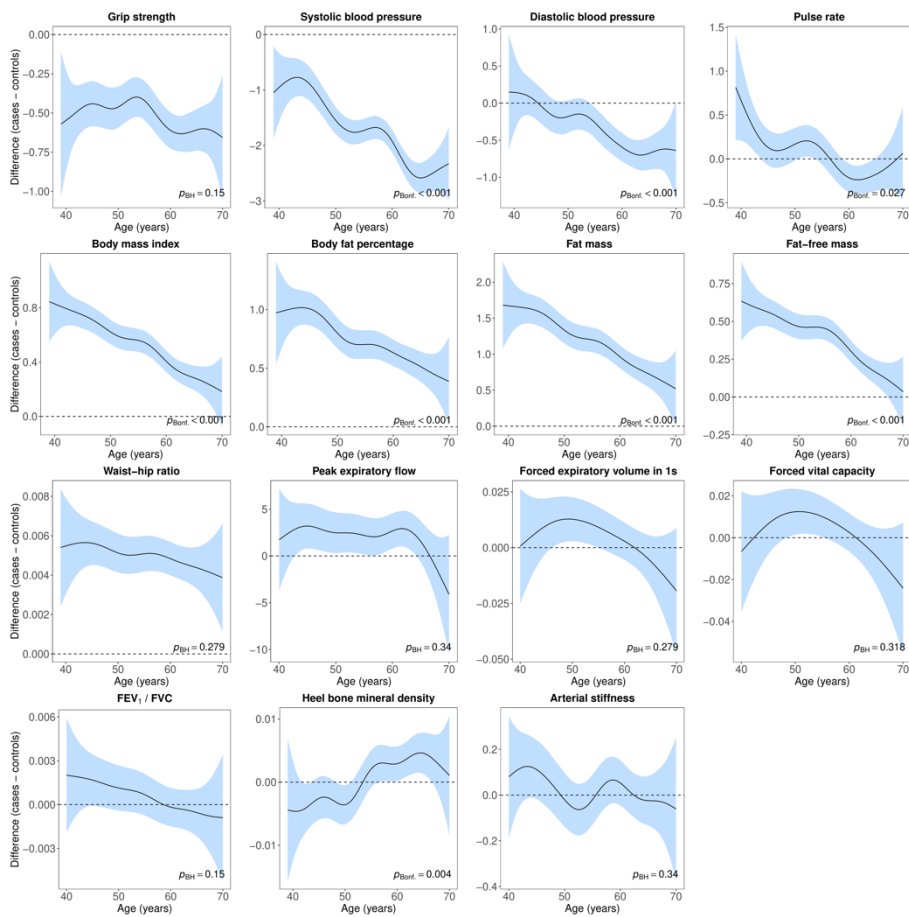 Grip strength
Systolic blood pressure
Diastolic blood pressure
Pulse rate
Difference (cases − controls)
0.00
−0.25
−0.50
−0.75
−1.00
pBH = 0.15
40 50 60 70
Age (years)
0
−1
−2
−3
pBonf. < 0.001
40 50 60 70
Age (years)
1.0
0.5
0.0
−0.5
−1.0
pBonf. < 0.001
40 50 60 70
Age (years)
1.5
1.0
0.5
0.0
−0.5
pBonf. = 0.027
40 50 60 70
Age (years)
Body mass index
Body fat percentage
Fat mass
Fat−free mass
Difference (cases − controls)
0.8
0.4
0.0
pBonf. < 0.001
40 50 60 70
Age (years)
1.0
0.5
0.0
pBonf. < 0.001
40 50 60 70
Age (years)
2.0
1.5
1.0
0.5
0.0
pBonf. < 0.001
40 50 60 70
Age (years)
0.75
0.50
0.25
0.00
−0.25
pBonf. < 0.001
40 50 60 70
Age (years)
Waist−hip ratio
Peak expiratory flow
Forced expiratory volume in 1s
Forced vital capacity
Difference (cases − controls)
0.008
0.006
0.004
0.002
0.000
pBH = 0.279
40 50 60 70
Age (years)
5
0
−5
−10
pBH = 0.34
40 50 60 70
Age (years)
0.025
0.000
−0.025
−0.050
pBH = 0.279
40 50 60 70
Age (years)
0.02
0.00
−0.02
−0.04
pBH = 0.318
40 50 60 70
Age (years)
FEV1 / FVC
Heel bone mineral density
Arterial stiffness
Difference (cases − controls)
0.006
0.003
0.000
−0.003
pBH = 0.15
40 50 60 70
Age (years)
0.01
0.00
−0.01
pBonf. = 0.004
40 50 60 70
Age (years)
0.2
0.0
−0.2
−0.4
pBH = 0.34
40 50 60 70
Age (years)